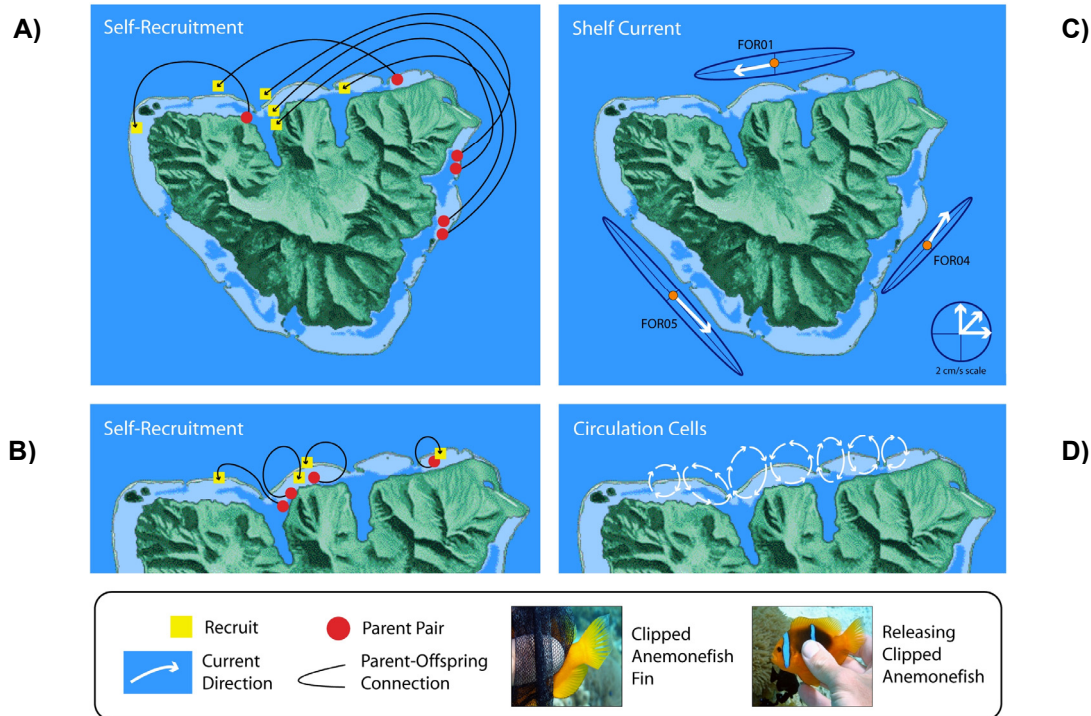 A)
Self-Recruitment
Shelf Current
C)
FOR01
FOR04
FOR05
2 cm/s scale
B)
Self-Recruitment
Circulation Cells
D)
Recruit
Parent Pair
Current
Direction
Parent-Offspring
Connection
Clipped
Anemonefish
Fin
Releasing
Clipped
Anemonefish